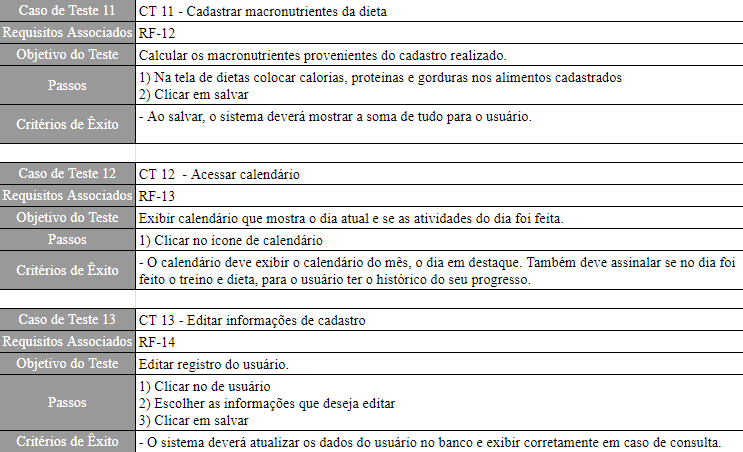 Caso de Teste 11 CT 11 - Cadastrar macronutrientes da dieta
Requisitos Associados RF-12
Objetivo do Teste Calcular os macronutrientes provenientes do cadastro realizado.
Passos 1) Na tela de dietas colocar calorias, proteinas e gorduras nos alimentos cadastrados
2) Clicar em salvar
Critérios de Êxito - Ao salvar, o sistema deverá mostrar a soma de tudo para o usuário.
Caso de Teste 12 CT 12 - Acessar calendário
Requisitos Associados RF-13
Objetivo do Teste Exibir calendário que mostra o dia atual e se as atividades do dia foi feita.
Passos 1) Clicar no ícone de calendário
Critérios de Êxito - O calendário deve exibir o calendário do mês, o dia em destaque. Também deve assinalar se no dia foi
feito o treino e dieta, para o usuário ter o histórico do seu progresso.
Caso de Teste 13 CT 13 - Editar informações de cadastro
Requisitos Associados RF-14
Objetivo do Teste Editar registro do usuário.
Passos 1) Clicar no de usuário
2) Escolher as informações que deseja editar
3) Clicar em salvar
Critérios de Êxito - O sistema deverá atualizar os dados do usuário no banco e exibir corretamente em caso de consulta.